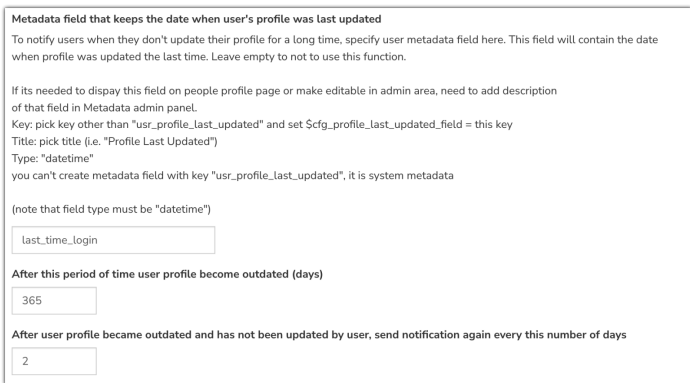 Metadata field that keeps the date when user's profile was last updated
To notify users when they don't update their profile for a long time, specify user metadata field here. This field will contain the date
when profile was updated the last time. Leave empty to not to use this function.
If its needed to dispay this field on people profile page or make editable in admin area, need to add description
of that field in Metadata admin panel.
Key: pick key other than "usr_profile_last_updated" and set $cfg_profile_last_updated_field = this key
Title: pick title (i.e. "Profile Last Updated")
Type: "datetime"
you can't create metadata field with key "usr_profile_last_updated", it is system metadata
(note that field type must be "datetime")
last_time_login
After this period of time user profile become outdated (days)
365
After user profile became outdated and has not been updated by user, send notification again every this number of days
2